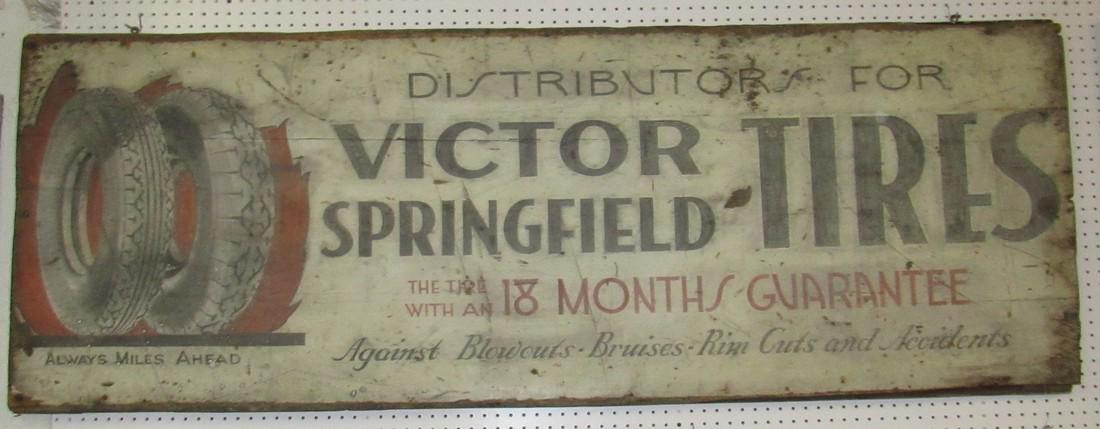 DISTRIBUTORS FOR
VICTOR
SPRINGFIELD
TIRES
THE TIRE
WITH AN
18 MONTHS GUARANTEE
Against Blowouts - Bruises - Rim Cuts and Accidents
ALWAYS MILES AHEAD